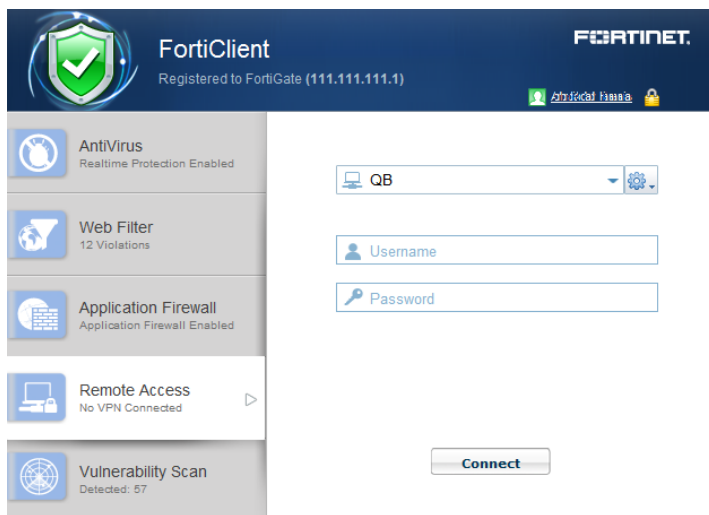 FortiClient
FORTINET.
Registered to FortiGate (111.111.111.1)
AntiVirus
Realtime Protection Enabled
QB
Web Filter
12 Violations
Username
Password
Application Firewall
Application Firewall Enabled
Remote Access
No VPN Connected
Connect
Vulnerability Scan
Detected: 57